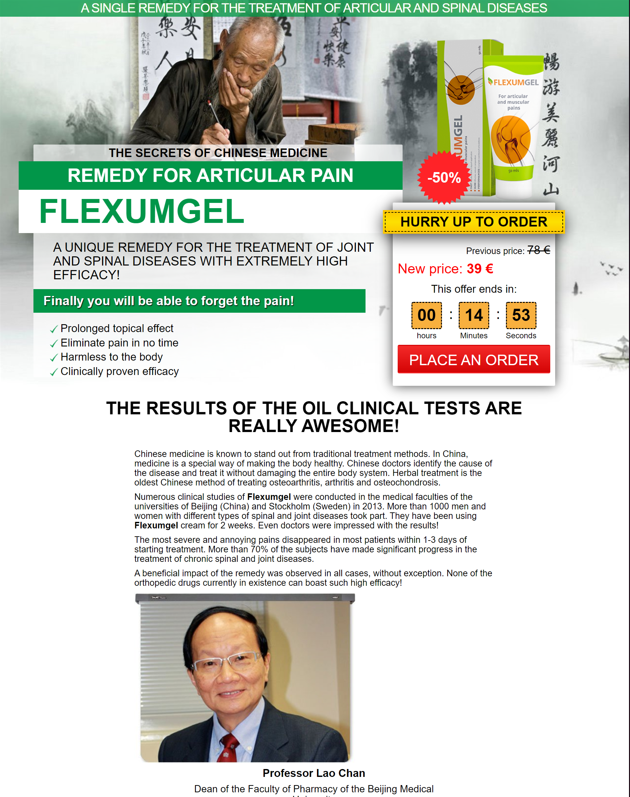 A SINGLE REMEDY FOR THE TREATMENT OF ARTICULAR AND SPINAL DISEASES
THE SECRETS OF CHINESE MEDICINE
REMEDY FOR ARTICULAR PAIN
FLEXUMGEL
A UNIQUE REMEDY FOR THE TREATMENT OF JOINT
AND SPINAL DISEASES WITH EXTREMELY HIGH
EFFICACY!
Finally you will be able to forget the pain!
✓ Prolonged topical effect
✓ Eliminate pain in no time
✓ Harmless to the body
✓ Clinically proven efficacy
FLEXUMGEL
For articular
and muscular
pains
UMGEL
暢
游
美
麗
河
山
-50%
HURRY UP TO ORDER
Previous price: 78 €
New price: 39 €
This offer ends in:
00 : 14 : 53
hours Minutes Seconds
PLACE AN ORDER
THE RESULTS OF THE OIL CLINICAL TESTS ARE
REALLY AWESOME!
Chinese medicine is known to stand out from traditional treatment methods. In China,
medicine is a special way of making the body healthy. Chinese doctors identify the cause of
the disease and treat it without damaging the entire body system. Herbal treatment is the
oldest Chinese method of treating osteoarthritis, arthritis and osteochondrosis.
Numerous clinical studies of Flexumgel were conducted in the medical faculties of the
universities of Beijing (China) and Stockholm (Sweden) in 2013. More than 1000 men and
women with different types of spinal and joint diseases took part. They have been using
Flexumgel cream for 2 weeks. Even doctors were impressed with the results!
The most severe and annoying pains disappeared in most patients within 1-3 days of
starting treatment. More than 70% of the subjects have made significant progress in the
treatment of chronic spinal and joint diseases.
A beneficial impact of the remedy was observed in all cases, without exception. None of the
orthopedic drugs currently in existence can boast such high efficacy!
Professor Lao Chan
Dean of the Faculty of Pharmacy of the Beijing Medical